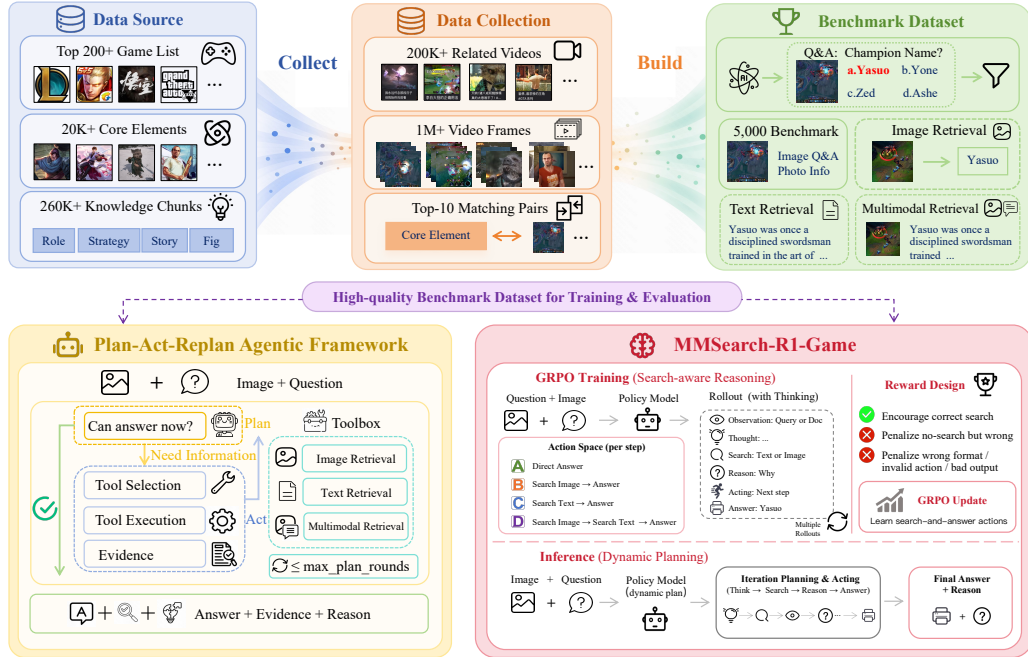 Data Source
Top 200+ Game List
grand
theft
auto
...
20K+ Core Elements
...
260K+ Knowledge Chunks
Role
Strategy
Story
Fig
Collect
Data Collection
200K+ Related Videos
...
1M+ Video Frames
...
Top-10 Matching Pairs
Core Element
...
Build
Benchmark Dataset
AI
Q&A: Champion Name?
a.Yasuo b.Yone
c.Zed d.Ashe
5,000 Benchmark
Image Q&A
Photo Info
Image Retrieval
Yasuo
Text Retrieval
Yasuo was once a
disciplined swordsman
trained in the art of ...
Multimodal Retrieval
Yasuo was once a
disciplined swordsman
trained ...
High-quality Benchmark Dataset for Training & Evaluation
Plan-Act-Replan Agentic Framework
+ ? Image + Question
Can answer now?
Plan
Need Information
Tool Selection
Tool Execution
Evidence
Act
Toolbox
Image Retrieval
Text Retrieval
Multimodal Retrieval
≤ max_plan_rounds
A + + Answer + Evidence + Reason
MMSearch-R1-Game
GRPO Training (Search-aware Reasoning)
Question + Image
+ ?
Policy Model
Rollout (with Thinking)
Observation: Query or Doc
Thought: ...
Search: Text or Image
Reason: Why
Acting: Next step
Answer: Yasuo
Multiple
Rollouts
Action Space (per step)
A Direct Answer
B Search Image → Answer
C Search Text → Answer
D Search Image → Search Text → Answer
Reward Design
Encourage correct search
Penalize no-search but wrong
Penalize wrong format /
invalid action / bad output
GRPO Update
Learn search-and-answer actions
Inference (Dynamic Planning)
Image + Question
+ ?
Policy Model
(dynamic plan)
Iteration Planning & Acting
(Think → Search → Reason → Answer)
Final Answer
+ Reason
+ ?